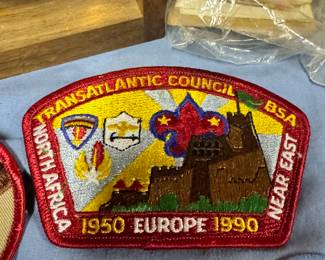 TRANSATLANTIC COUNCIL BSA
NORTH AFRICA
NEAR EAST
1950 EUROPE 1990